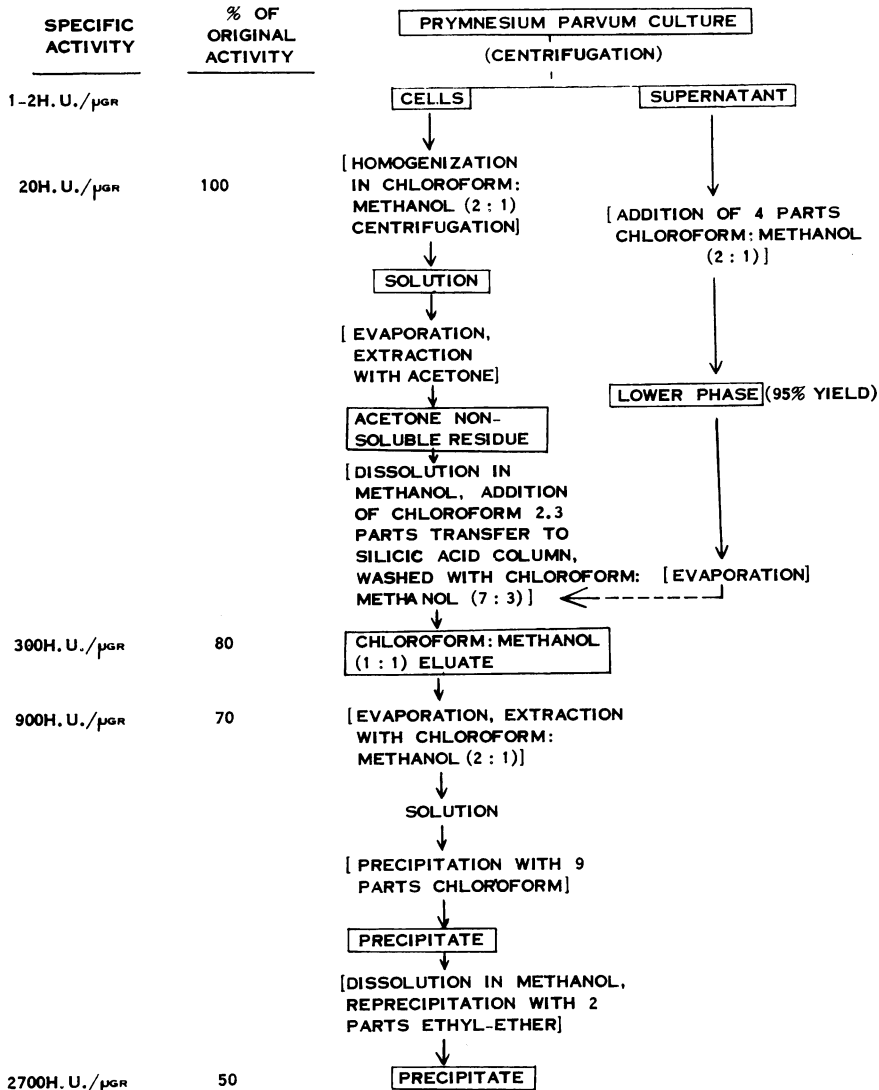 SPECIFIC
ACTIVITY
% OF
ORIGINAL
ACTIVITY
PRYMNESIUM PARVUM CULTURE
(CENTRIFUGATION)
1-2H.U./μGR
CELLS
SUPERNATANT
20H.U./μGR
100
[HOMOGENIZATION
IN CHLOROFORM:
METHANOL (2:1)
CENTRIFUGATION]
[ADDITION OF 4 PARTS
CHLOROFORM:METHANOL
(2:1)]
SOLUTION
[EVAPORATION,
EXTRACTION
WITH ACETONE]
LOWER PHASE (95% YIELD)
ACETONE NON-
SOLUBLE RESIDUE
[DISSOLUTION IN
METHANOL, ADDITION
OF CHLOROFORM 2.3
PARTS TRANSFER TO
SILICIC ACID COLUMN,
WASHED WITH CHLOROFORM:
METHANOL (7:3)]
[EVAPORATION]
300H.U./μGR
80
CHLOROFORM:METHANOL
(1:1) ELUATE
900H.U./μGR
70
[EVAPORATION, EXTRACTION
WITH CHLOROFORM:
METHANOL (2:1)]
SOLUTION
[PRECIPITATION WITH 9
PARTS CHLOROFORM]
PRECIPITATE
[DISSOLUTION IN METHANOL,
REPRECIPITATION WITH 2
PARTS ETHYL-ETHER]
2700H.U./μGR
50
PRECIPITATE